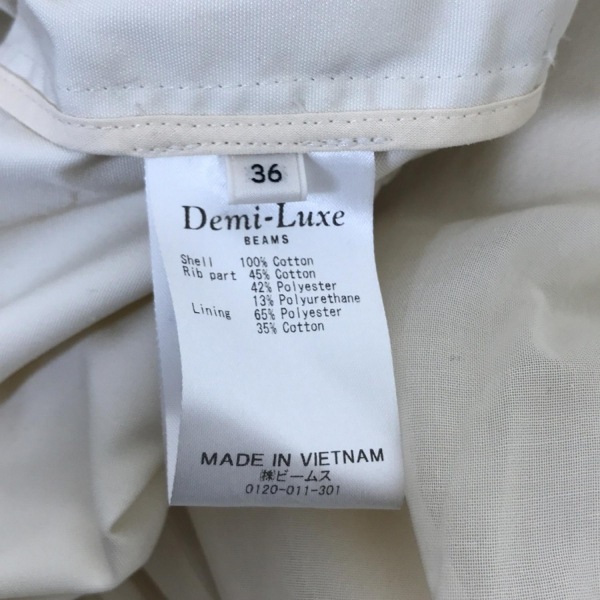 36
Demi-Luxe
BEAMS
Shell 100% Cotton
Rib part 45% Cotton
42% Polyester
13% Polyurethane
Lining 65% Polyester
35% Cotton
MADE IN VIETNAM
㈱ビームス
0120-011-301